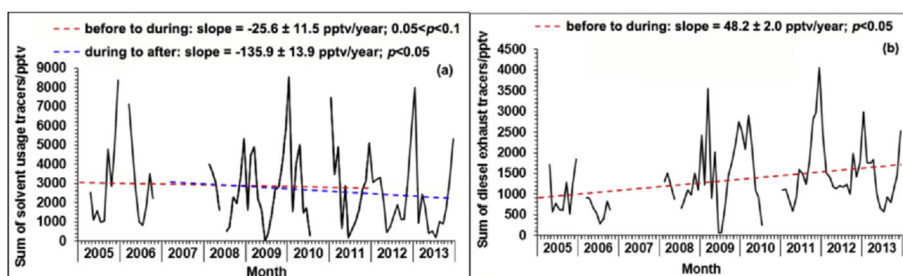 before to during: slope = -25.6 ± 11.5 pptv/year; 0.05<p<0.1
during to after: slope = -135.9 ± 13.9 pptv/year; p<0.05
(a)
Sum of solvent usage tracers/pptv
9000
8000
7000
6000
5000
4000
3000
2000
1000
0
2005 2006 2007 2008 2009 2010 2011 2012 2013
Month
before to during: slope = 48.2 ± 2.0 pptv/year; p<0.05
(b)
Sum of diesel exhaust tracers/pptv
4500
4000
3500
3000
2500
2000
1500
1000
500
0
2005 2006 2007 2008 2009 2010 2011 2012 2013
Month